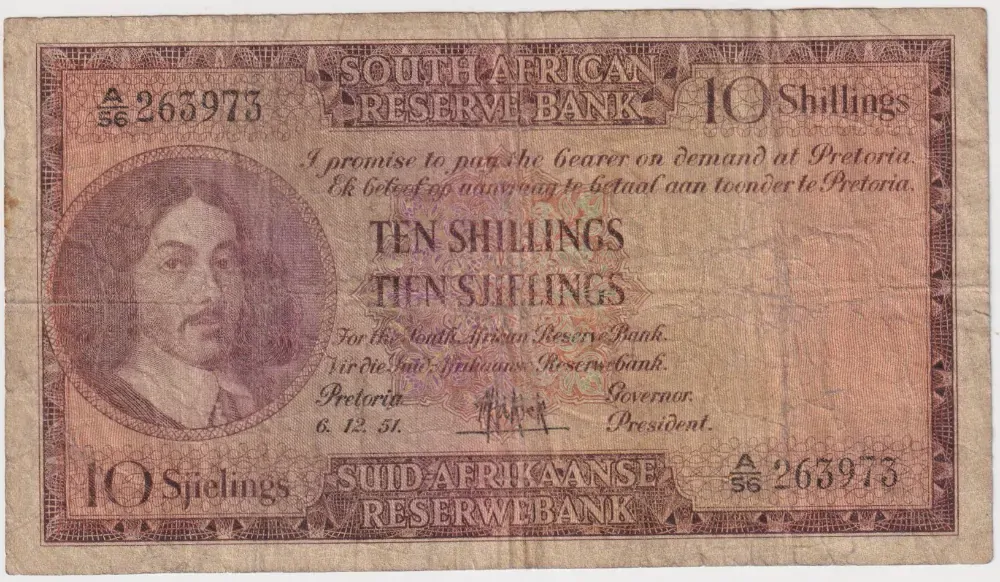 SOUTH AFRICAN
RESERVE BANK
A/56 263973
10 Shillings
I promise to pay the bearer on demand at Pretoria.
Ek beloof op aanvraag te betaal aan toonder te Pretoria.
TEN SHILLINGS
TIEN SJIELINGS
For the South African Reserve Bank.
Vir die Suid-Afrikaanse Reserwebank.
Pretoria
6. 12. 51.
Governor.
President.
10 Sjielings
SUID-AFRIKAANSE
RESERWEBANK
A/56 263973